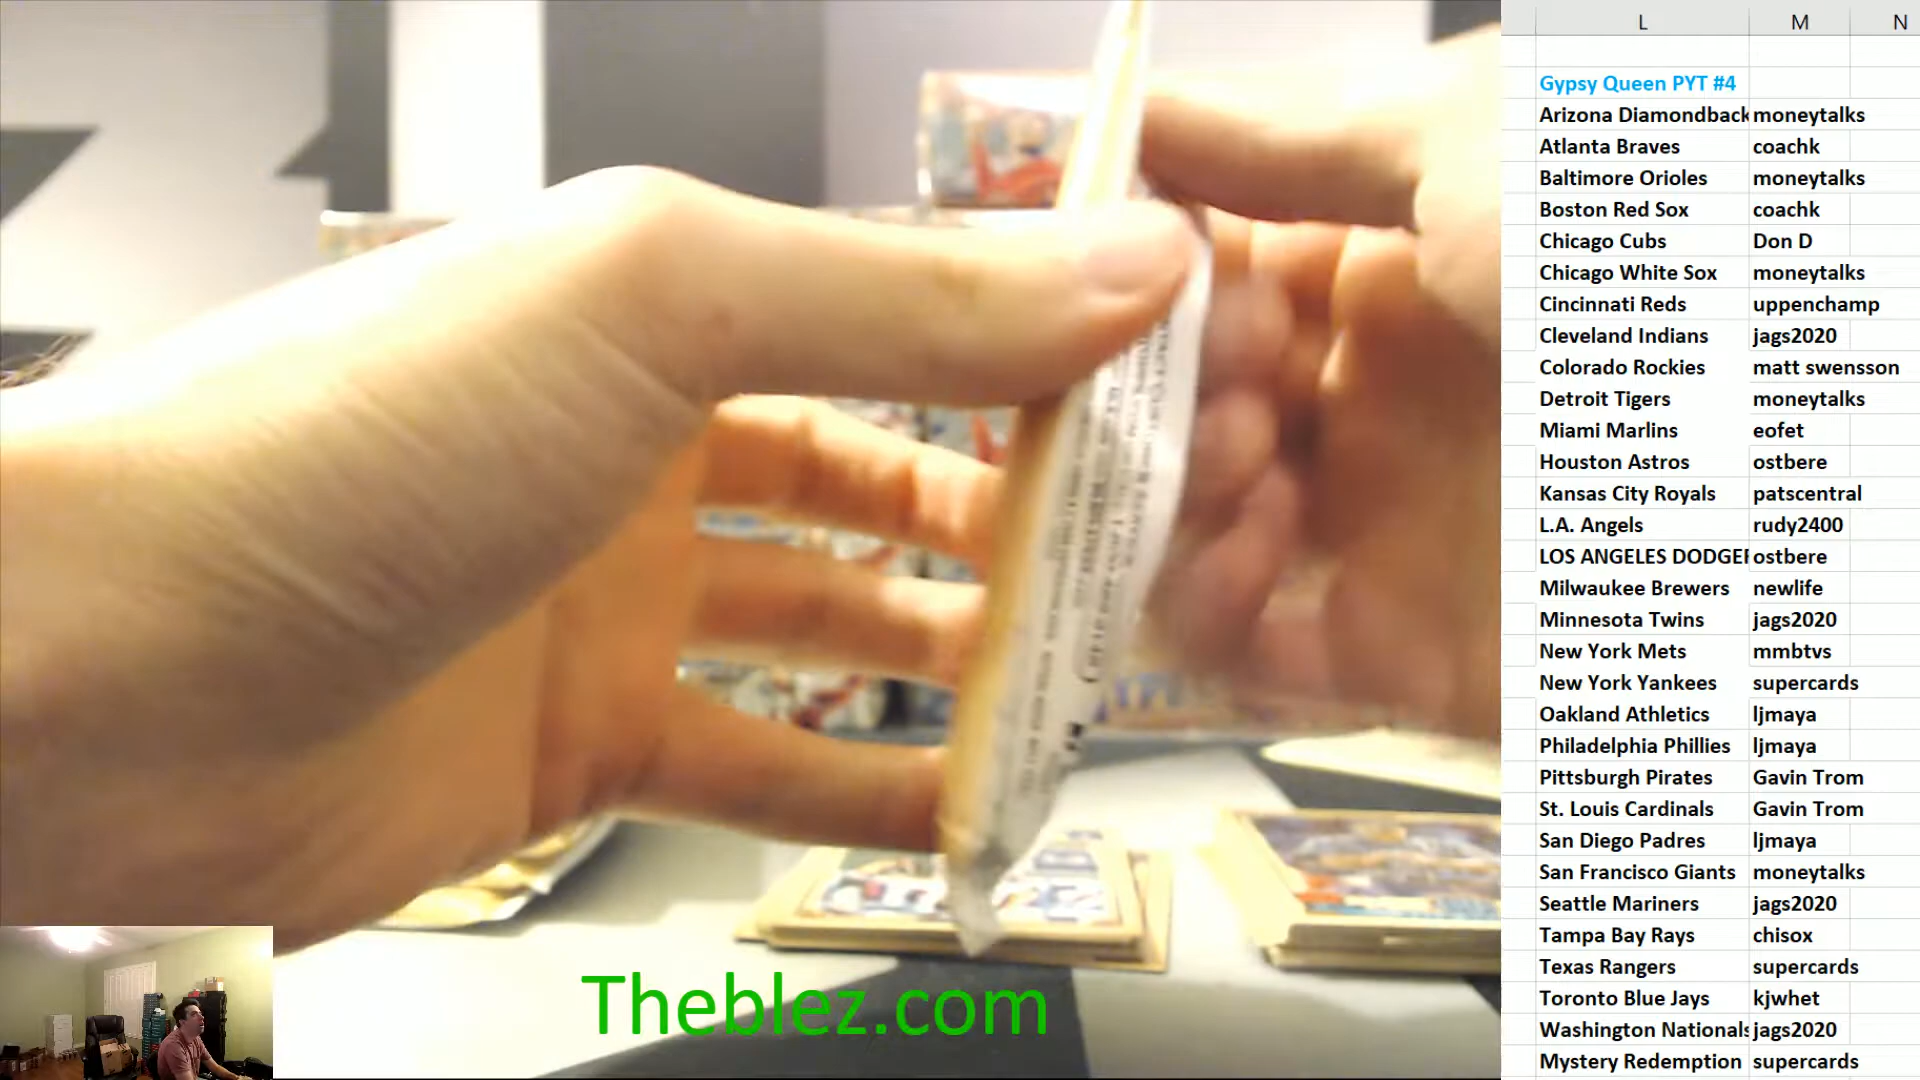 L M N
Gypsy Queen PYT #4
Arizona Diamondback moneytalks
Atlanta Braves coachk
Baltimore Orioles moneytalks
Boston Red Sox coachk
Chicago Cubs Don D
Chicago White Sox moneytalks
Cincinnati Reds uppenchamp
Cleveland Indians jags2020
Colorado Rockies matt swensson
Detroit Tigers moneytalks
Miami Marlins eofet
Houston Astros ostbere
Kansas City Royals patscentral
L.A. Angels rudy2400
LOS ANGELES DODGER ostbere
Milwaukee Brewers newlife
Minnesota Twins jags2020
New York Mets mmbtvs
New York Yankees supercards
Oakland Athletics ljmaya
Philadelphia Phillies ljmaya
Pittsburgh Pirates Gavin Trom
St. Louis Cardinals Gavin Trom
San Diego Padres ljmaya
San Francisco Giants moneytalks
Seattle Mariners jags2020
Tampa Bay Rays chisox
Texas Rangers supercards
Toronto Blue Jays kjwhet
Washington Nationals jags2020
Mystery Redemption supercards
Theblez.com